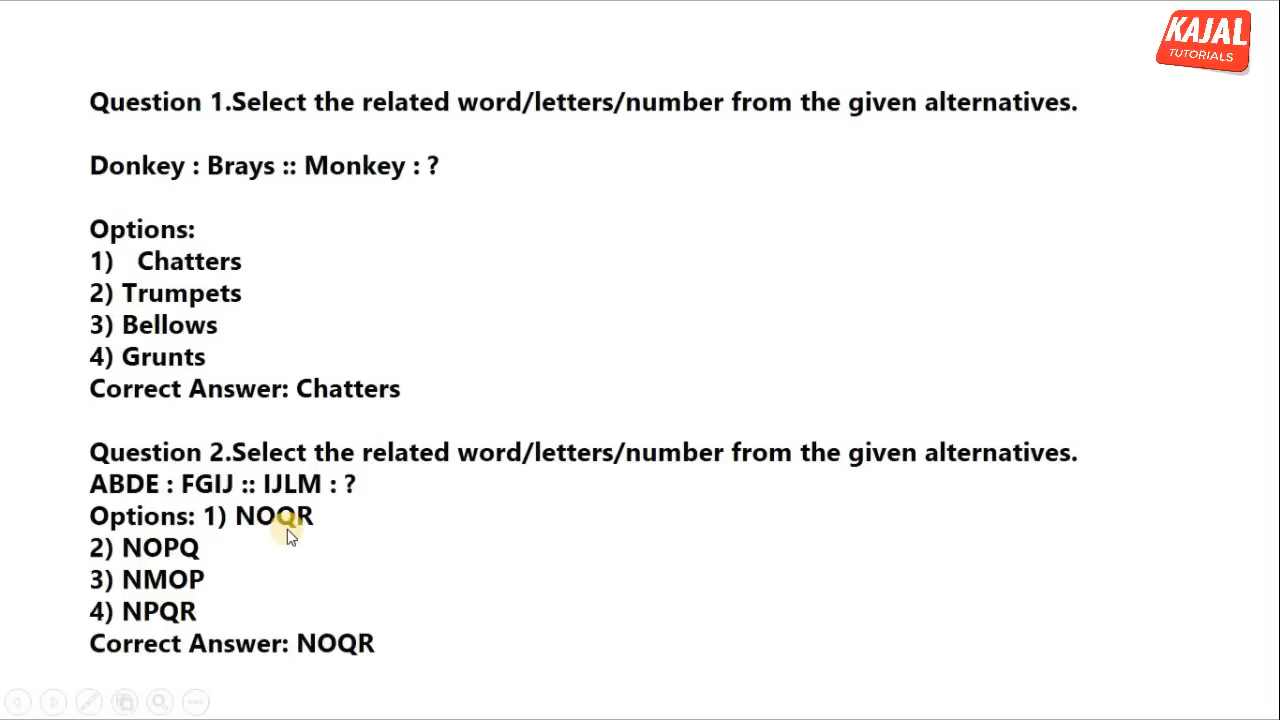 KAJAL
TUTORIALS
Question 1.Select the related word/letters/number from the given alternatives.
Donkey : Brays :: Monkey : ?
Options:
1) Chatters
2) Trumpets
3) Bellows
4) Grunts
Correct Answer: Chatters
Question 2.Select the related word/letters/number from the given alternatives.
ABDE : FGIJ :: IJLM : ?
Options: 1) NOQR
2) NOPQ
3) NMOP
4) NPQR
Correct Answer: NOQR